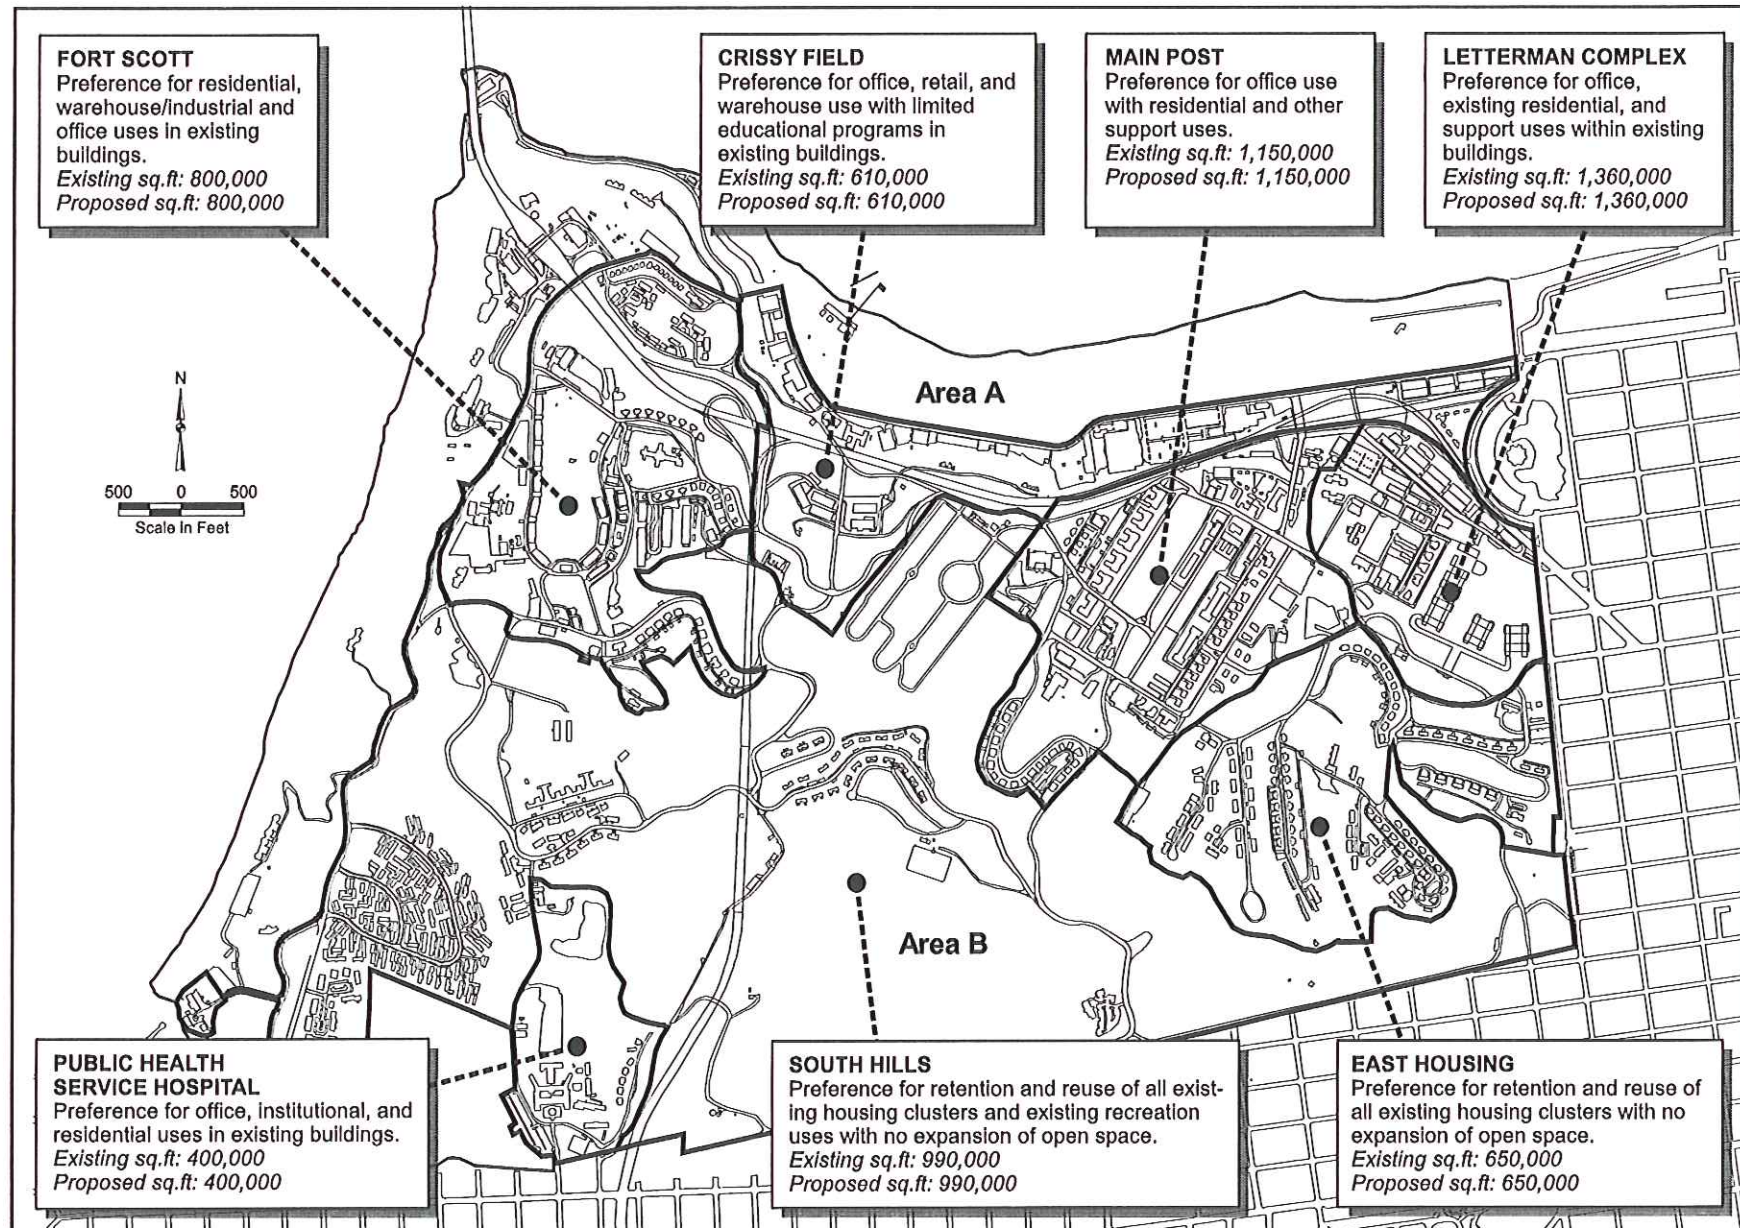 FORT SCOTT
Preference for residential,
warehouse/industrial and
office uses in existing
buildings.
Existing sq.ft: 800,000
Proposed sq.ft: 800,000
CRISSY FIELD
Preference for office, retail, and
warehouse use with limited
educational programs in
existing buildings.
Existing sq.ft: 610,000
Proposed sq.ft: 610,000
MAIN POST
Preference for office use
with residential and other
support uses.
Existing sq.ft: 1,150,000
Proposed sq.ft: 1,150,000
LETTERMAN COMPLEX
Preference for office,
existing residential, and
support uses within existing
buildings.
Existing sq.ft: 1,360,000
Proposed sq.ft: 1,360,000
N
500 0 500
Scale In Feet
Area A
Area B
PUBLIC HEALTH
SERVICE HOSPITAL
Preference for office, institutional, and
residential uses in existing buildings.
Existing sq.ft: 400,000
Proposed sq.ft: 400,000
SOUTH HILLS
Preference for retention and reuse of all exist-
ing housing clusters and existing recreation
uses with no expansion of open space.
Existing sq.ft: 990,000
Proposed sq.ft: 990,000
EAST HOUSING
Preference for retention and reuse of
all existing housing clusters with no
expansion of open space.
Existing sq.ft: 650,000
Proposed sq.ft: 650,000